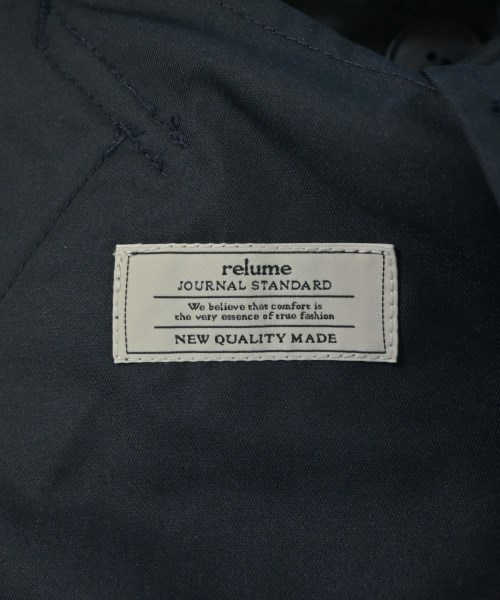 relume
JOURNAL STANDARD
We believe that comfort is
the very essence of true fashion
NEW QUALITY MADE